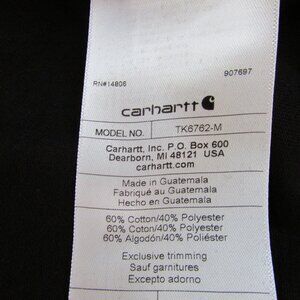 RN#14806 907697
carhartt
MODEL NO. TK6762-M
Carhartt, Inc. P.O. Box 600
Dearborn, MI 48121 USA
carhartt.com
Made in Guatemala
Fabriqué au Guatemala
Hecho en Guatemala
60% Cotton/40% Polyester
60% Coton/40% Polyester
60% Algodón/40% Poliéster
Exclusive trimming
Sauf garnitures
Excepto adorno